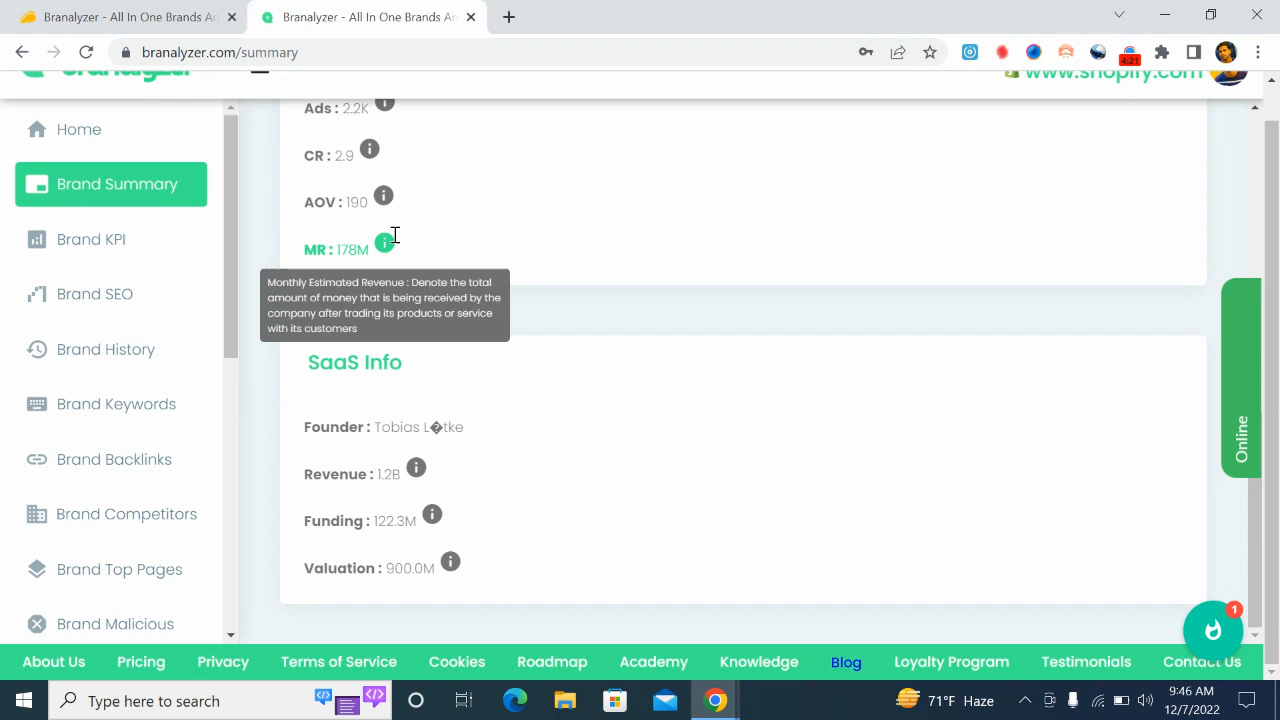 Branalyzer - All In One Brands An
Branalyzer - All In One Brands An
branalyzer.com/summary
4:21
Branalyzer
www.shopify.com
Home
Brand Summary
Brand KPI
Brand SEO
Brand History
Brand Keywords
Brand Backlinks
Brand Competitors
Brand Top Pages
Brand Malicious
Ads : 2.2K
CR : 2.9
AOV : 190
MR : 178M
Monthly Estimated Revenue : Denote the total
amount of money that is being received by the
company after trading its products or service
with its customers
SaaS Info
Founder : Tobias L�tke
Revenue : 1.2B
Funding : 122.3M
Valuation : 900.0M
Online
1
About Us Pricing Privacy Terms of Service Cookies Roadmap Academy Knowledge Blog Loyalty Program Testimonials Contact Us
Type here to search
71°F Haze
9:46 AM
12/7/2022